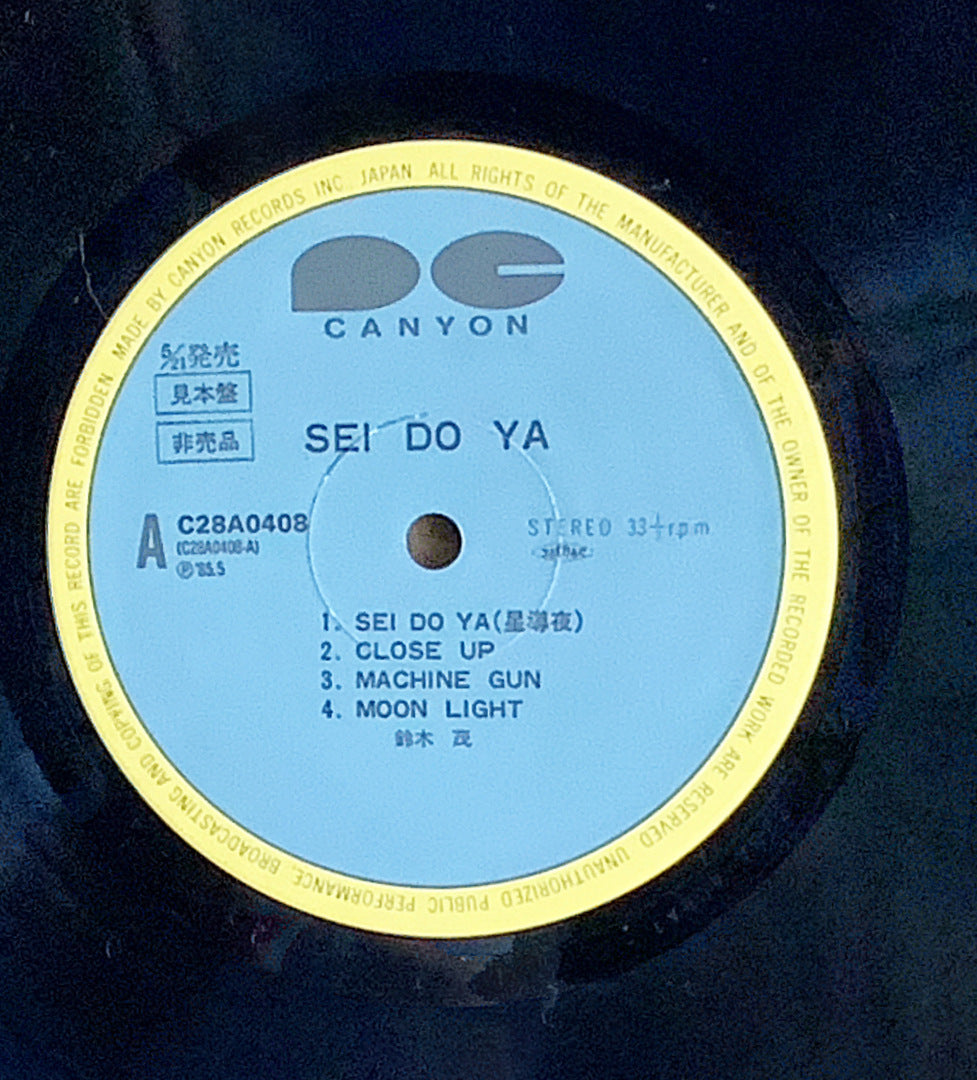 MADE BY CANYON RECORDS INC. JAPAN ALL RIGHTS OF THE MANUFACTURER AND OF THE OWNER OF THE RECORDED WORK ARE RESERVED UNAUTHORIZED PUBLIC PERFORMANCE, BROADCASTING AND COPYING OF THIS RECORD ARE FORBIDDEN
CANYON
5/21発売
見本盤
非売品
SEI DO YA
A
C28A0408
(C28A0408-A)
Ⓟ'85.5
STEREO 33⅓r.p.m
1. SEI DO YA(星導夜)
2. CLOSE UP
3. MACHINE GUN
4. MOON LIGHT
鈴木 茂